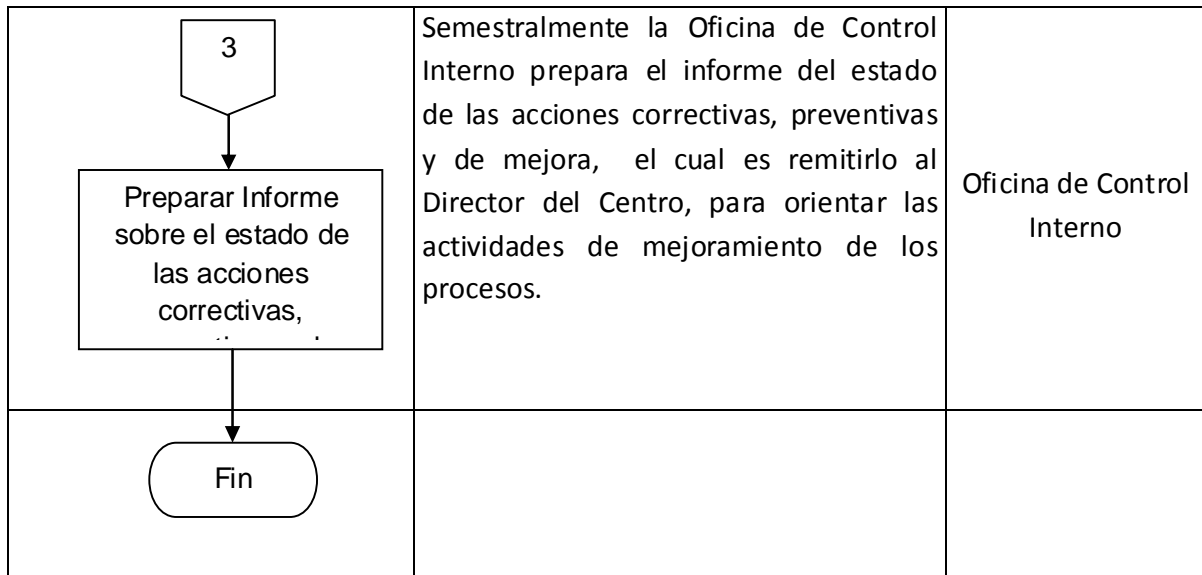 3
Preparar Informe
sobre el estado de
las acciones
correctivas,
Semestralmente la Oficina de Control
Interno prepara el informe del estado
de las acciones correctivas, preventivas
y de mejora, el cual es remitirlo al
Director del Centro, para orientar las
actividades de mejoramiento de los
procesos.
Oficina de Control
Interno
Fin